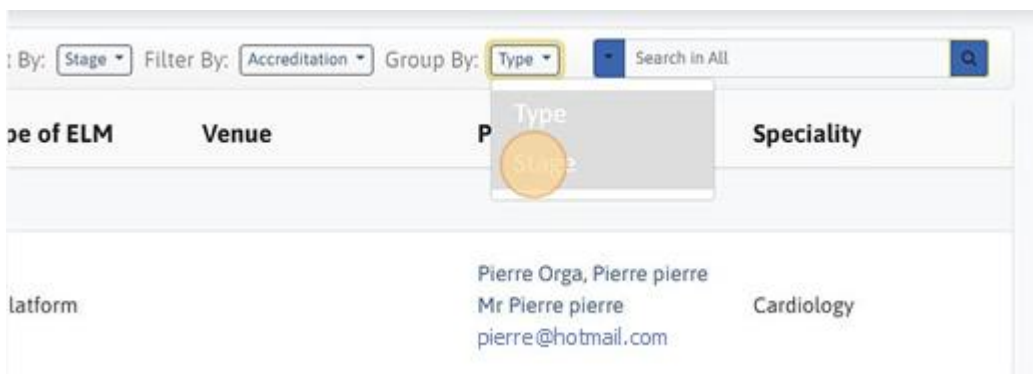 : By: Stage Filter By: Accreditation Group By: Type Search in All
Type
pe of ELM Venue P Speciality
Stage
Pierre Orga, Pierre pierre
latform Mr Pierre pierre Cardiology
pierre@hotmail.com